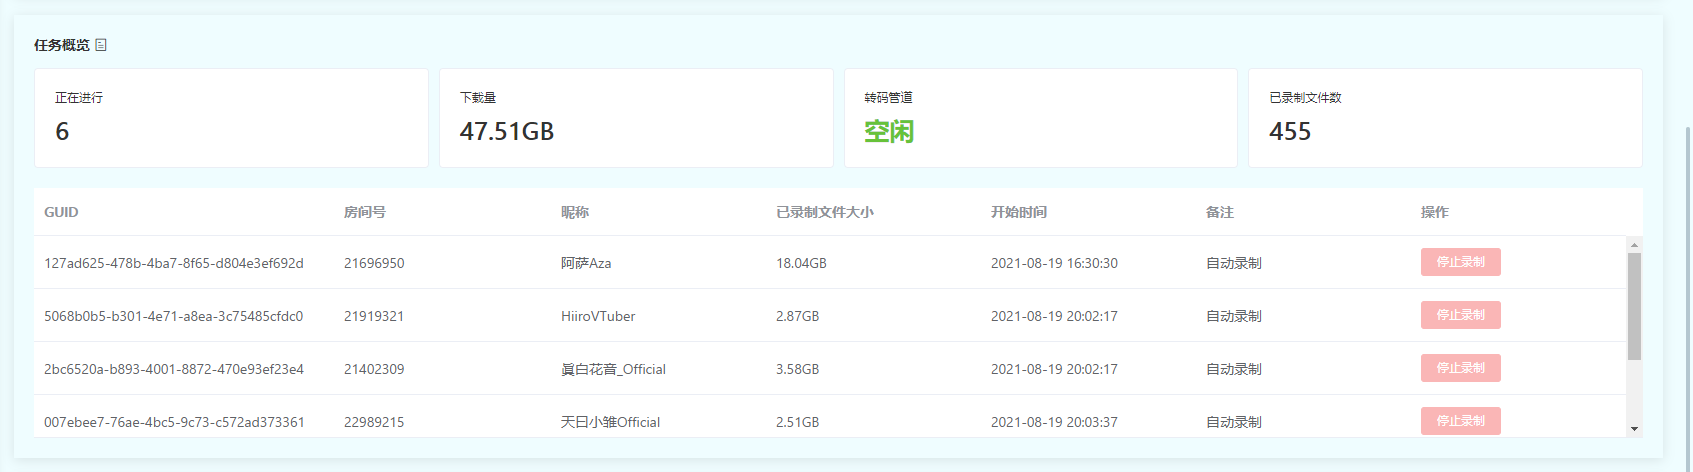 任务概览
正在进行 下载量 转码管道 已录制文件数
6 47.51GB 空闲 455
GUID 房间号 昵称 已录制文件大小 开始时间 备注 操作
127ad625-478b-4ba7-8f65-d804e3ef692d 21696950 阿萨Aza 18.04GB 2021-08-19 16:30:30 自动录制 停止录制
5068b0b5-b301-4e71-a8ea-3c75485cfdc0 21919321 HiiroVTuber 2.87GB 2021-08-19 20:02:17 自动录制 停止录制
2bc6520a-b893-4001-8872-470e93ef23e4 21402309 眞白花音_Official 3.58GB 2021-08-19 20:02:17 自动录制 停止录制
007ebee7-76ae-4bc5-9c73-c572ad373361 22989215 天曰小雏Official 2.51GB 2021-08-19 20:03:37 自动录制 停止录制